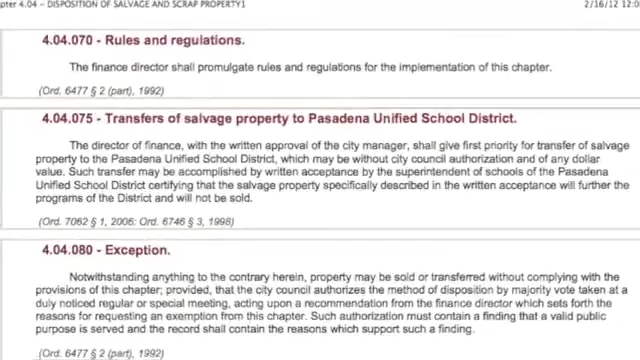 pter 4.04 - DISPOSITION OF SALVAGE AND SCRAP PROPERTY1 2/16/12 12:0
4.04.070 - Rules and regulations.
The finance director shall promulgate rules and regulations for the implementation of this chapter.
(Ord. 6477 § 2 (part), 1992)
4.04.075 - Transfers of salvage property to Pasadena Unified School District.
The director of finance, with the written approval of the city manager, shall give first priority for transfer of salvage
property to the Pasadena Unified School District, which may be without city council authorization and of any dollar
value. Such transfer may be accomplished by written acceptance by the superintendent of schools of the Pasadena
Unified School District certifying that the salvage property specifically described in the written acceptance will further the
programs of the District and will not be sold.
(Ord. 7062 § 1, 2006: Ord. 6746 § 3, 1998)
4.04.080 - Exception.
Notwithstanding anything to the contrary herein, property may be sold or transferred without complying with the
provisions of this chapter; provided, that the city council authorizes the method of disposition by majority vote taken at a
duly noticed regular or special meeting, acting upon a recommendation from the finance director which sets forth the
reasons for requesting an exemption from this chapter. Such authorization must contain a finding that a valid public
purpose is served and the record shall contain the reasons which support such a finding.
(Ord. 6477 § 2 (part), 1992)